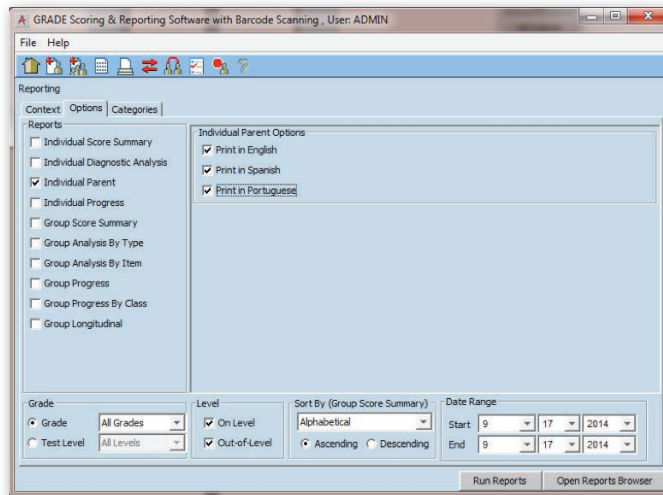 GRADE Scoring & Reporting Software with Barcode Scanning , User: ADMIN
File Help
Reporting
Context Options Categories
Reports
Individual Score Summary
Individual Diagnostic Analysis
Individual Parent
Individual Progress
Group Score Summary
Group Analysis By Type
Group Analysis By Item
Group Progress
Group Progress By Class
Group Longitudinal
Individual Parent Options
Print in English
Print in Spanish
Print in Portuguese
Grade
Grade All Grades
Test Level All Levels
Level
On Level
Out-of-Level
Sort By (Group Score Summary)
Alphabetical
Ascending Descending
Date Range
Start 9 17 2014
End 9 17 2014
Run Reports Open Reports Browser